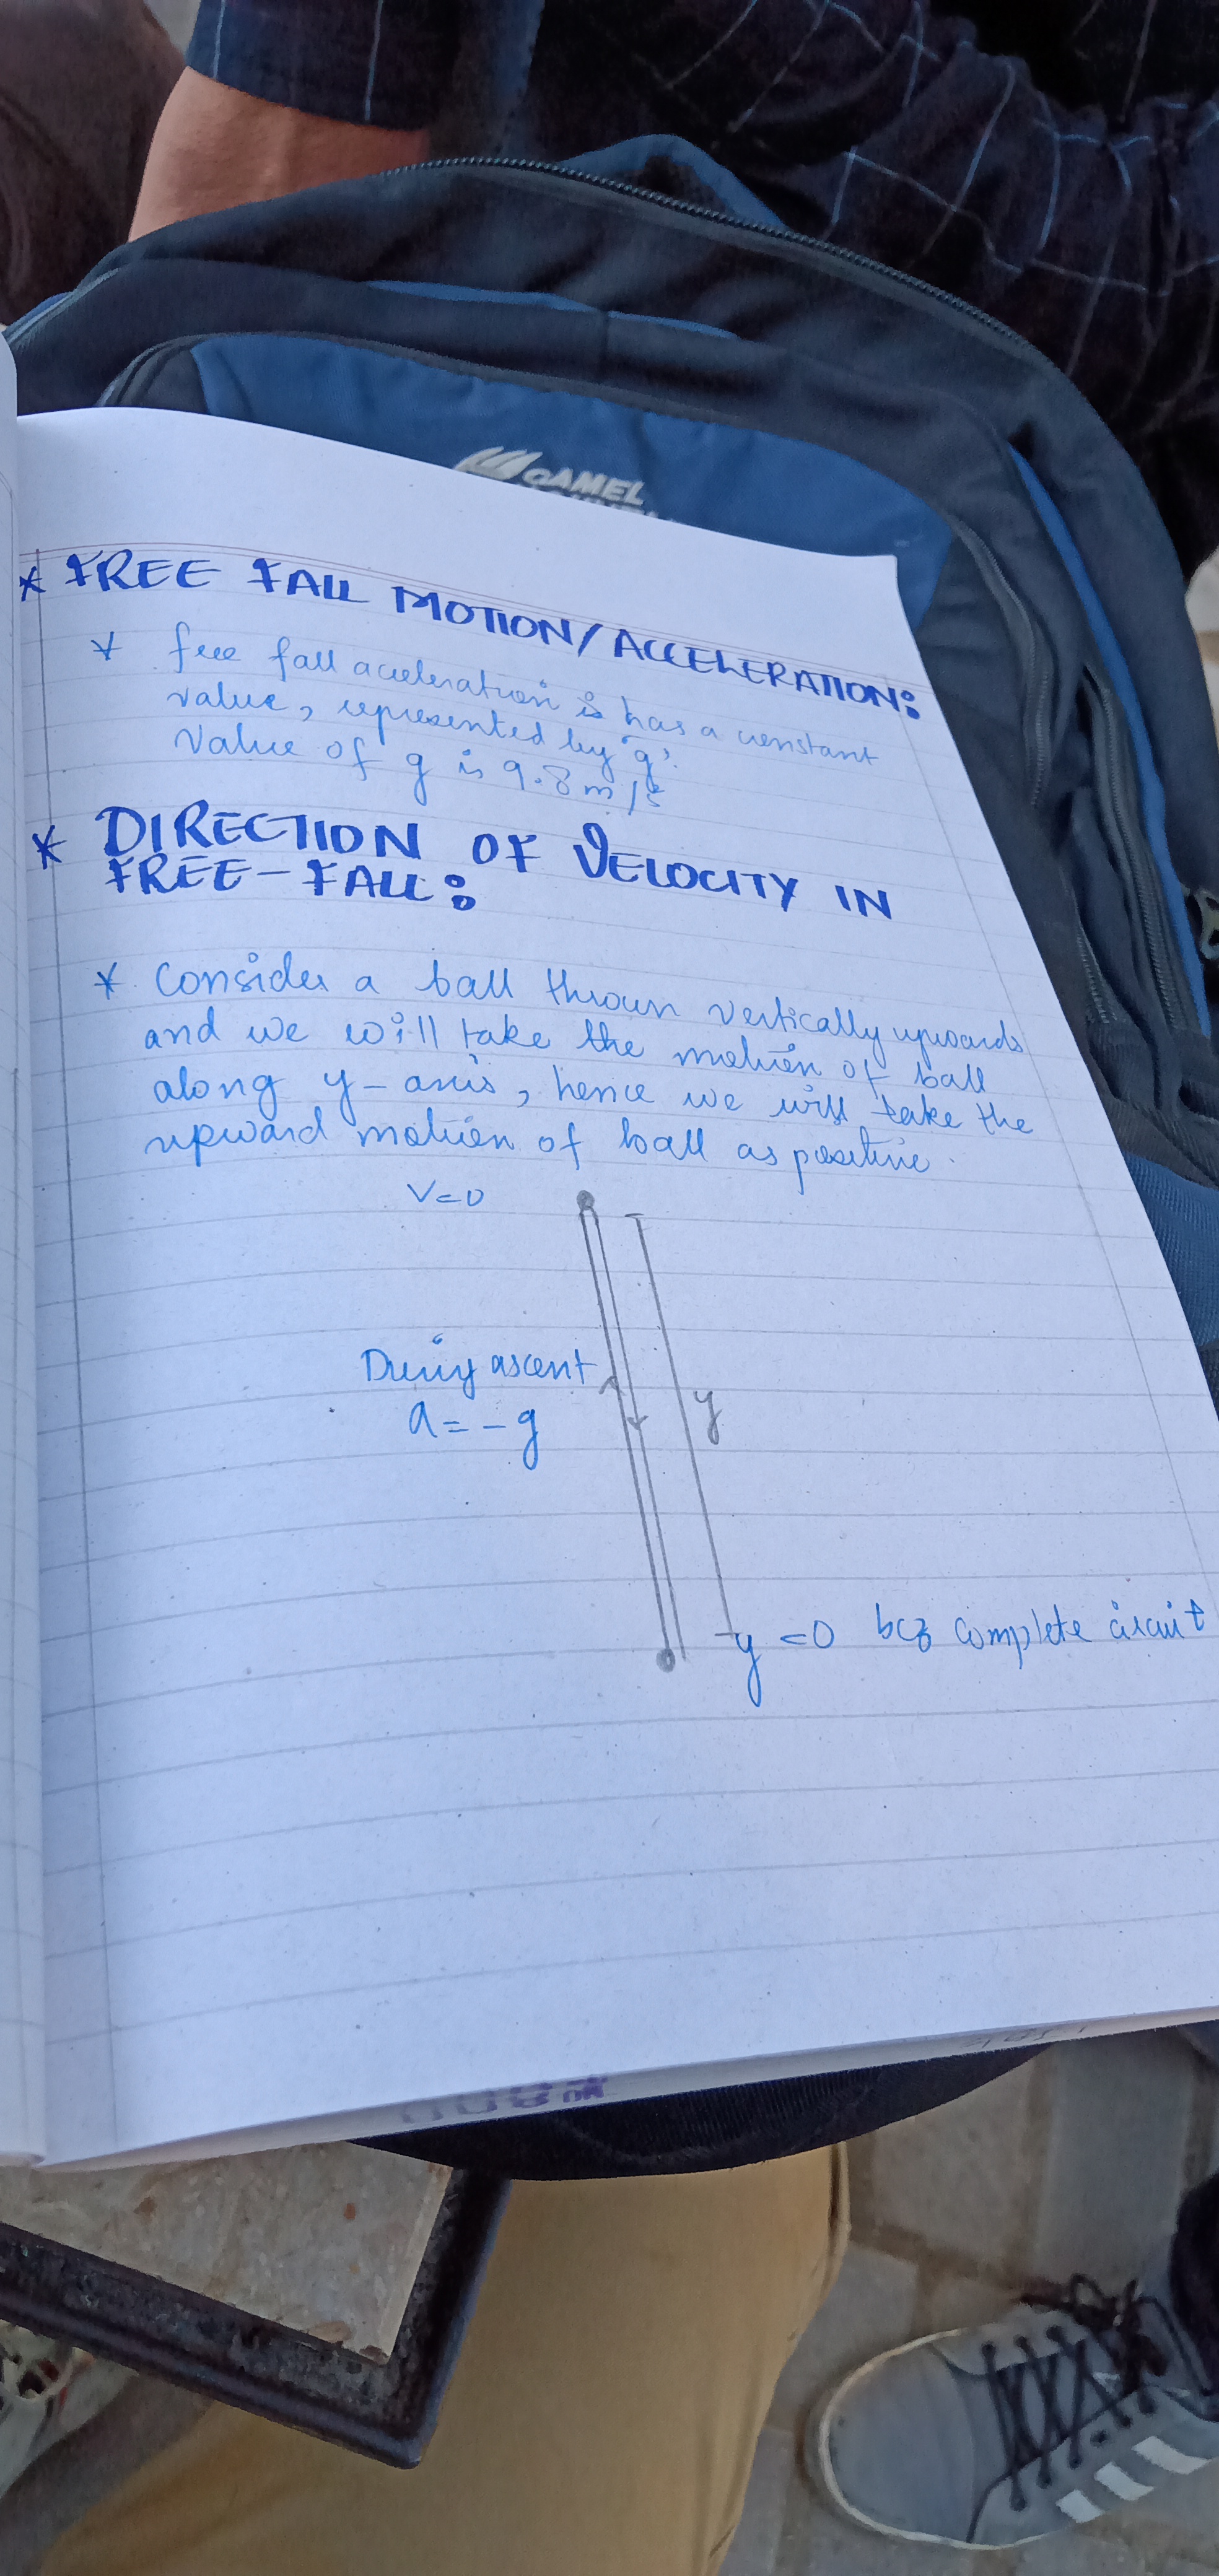 CAMEL
* FREE FALL MOTION/ACCELERATION:
* free fall acceleration is has a constant
value, represented by 'g'.
Value of g is 9.8 m/s
* DIRECTION OF VELOCITY IN
FREE-FALL:
* Consider a ball thrown vertically upwards
and we will take the motion of ball
along y-axis, hence we will take the
upward motion of ball as positive.
V=0
During ascent
a=-g
y
y=0 bcz complete circuit